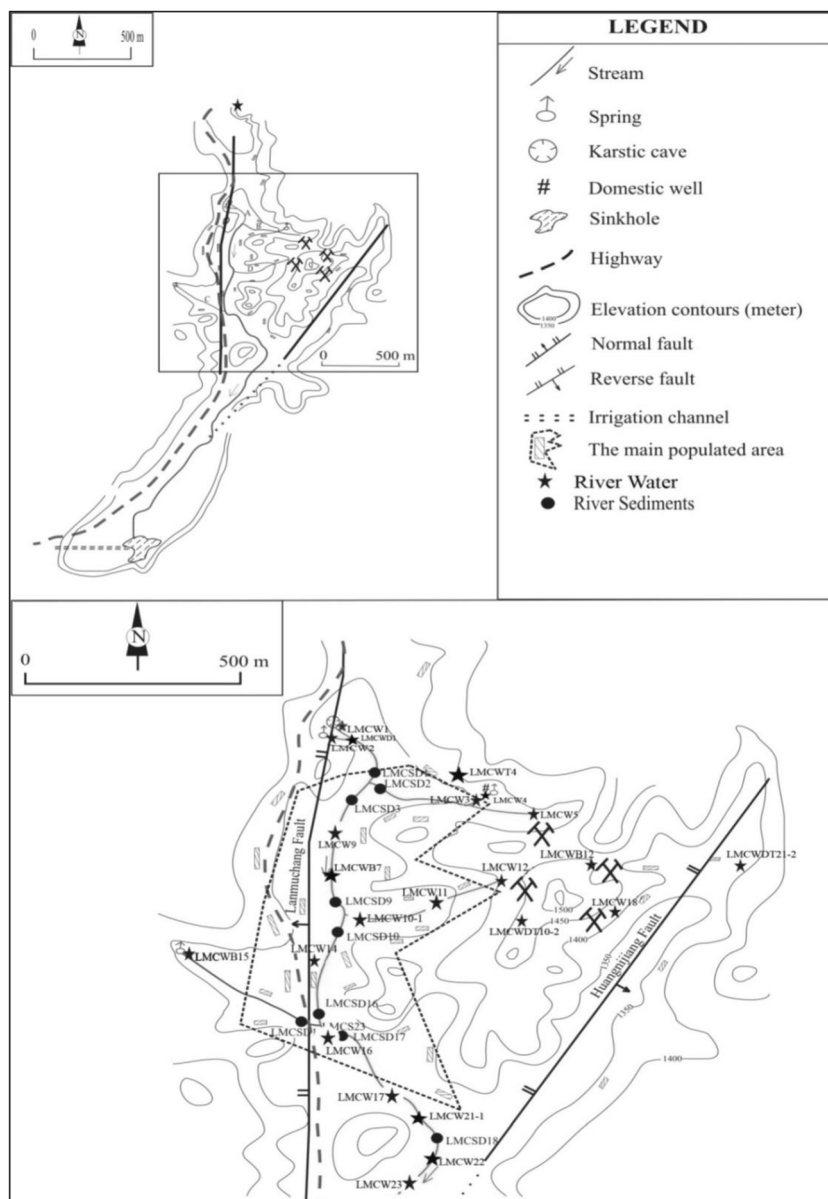 N
0
500 m
0
500 m
LEGEND
Stream
Spring
Karstic cave
# Domestic well
Sinkhole
Highway
1400
1350
Elevation contours (meter)
Normal fault
Reverse fault
Irrigation channel
The main populated area
River Water
River Sediments
N
0
500 m
LMCW1
LMCWD1
LMCW2
LMCSD1
LMCSD2
LMCWT4
LMCSD3
LMCW3
#
LMCW4
LMCW5
LMCW9
LMCWB7
LMCW12
LMCWB12
LMCWDT21-2
Lanmuchang Fault
LMCSD9
LMCW11
LMCW10-1
1500
1450
LMCW18
LMCWDT10-2
LMCSD10
1400
LMCWB15
LMCW14
1350
Huangnijiang Fault
LMCSD16
1350
LMCS23
LMCSD17
LMCW16
1400
LMCW17
LMCW21-1
LMCSD18
LMCW22
LMCW23